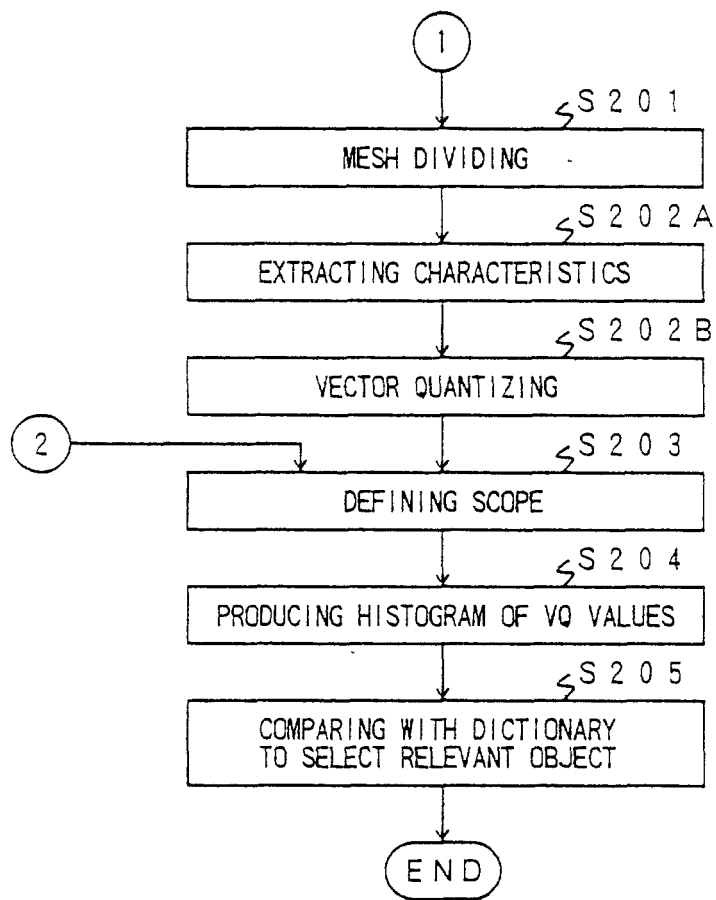 1
S201
MESH DIVIDING
S202A
EXTRACTING CHARACTERISTICS
S202B
VECTOR QUANTIZING
2
S203
DEFINING SCOPE
S204
PRODUCING HISTOGRAM OF VQ VALUES
S205
COMPARING WITH DICTIONARY
TO SELECT RELEVANT OBJECT
END